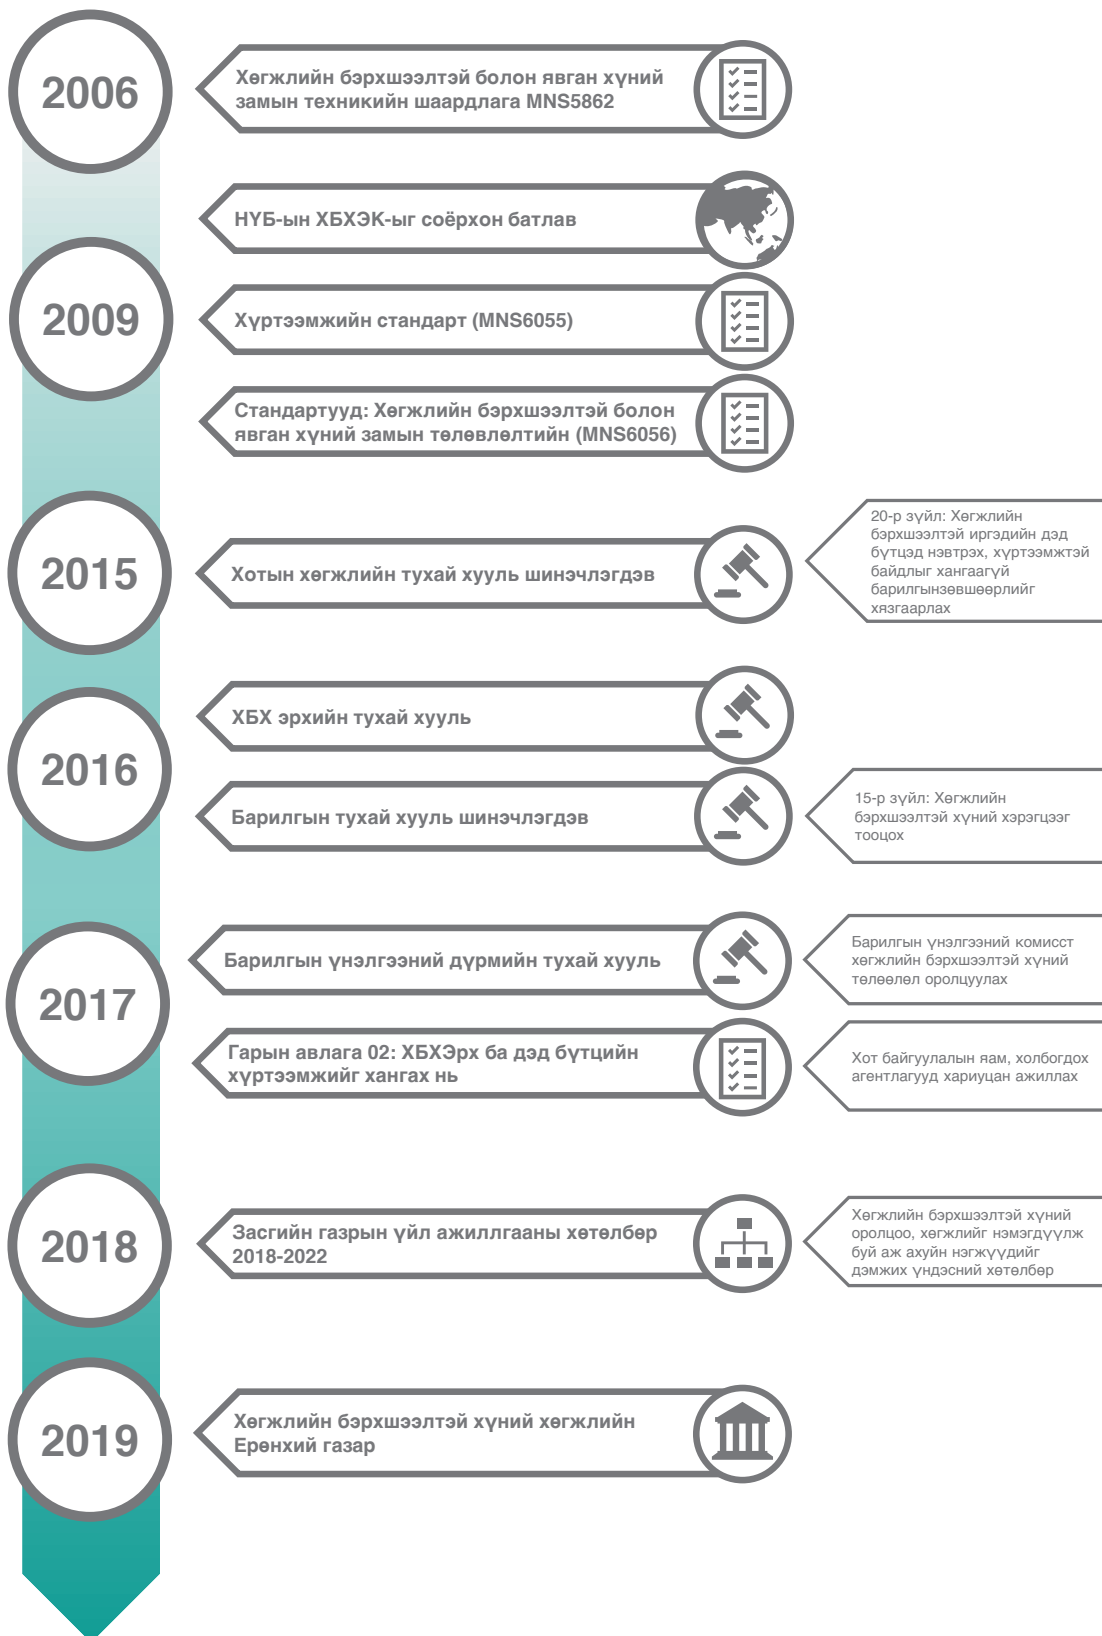 2006
Хөгжлийн бэрхшээлтэй болон явган хүний
замын техникийн шаардлага MNS5862
2009
НҮБ-ын ХБХЭК-ыг соёрхон батлав
Хүртээмжийн стандарт (MNS6055)
Стандартууд: Хөгжлийн бэрхшээлтэй болон
явган хүний замын төлөвлөлтийн (MNS6056)
2015
Хотын хөгжлийн тухай хууль шинэчлэгдэв
20-р зүйл: Хөгжлийн
бэрхшээлтэй иргэдийн дэд
бүтцэд нэвтрэх, хүртээмжтэй
байдлыг хангаагүй
барилгынзөвшөөрлийг
хязгаарлах
2016
ХБХ эрхийн тухай хууль
Барилгын тухай хууль шинэчлэгдэв
15-р зүйл: Хөгжлийн
бэрхшээлтэй хүний хэрэгцээг
тооцох
2017
Барилгын үнэлгээний дүрмийн тухай хууль
Барилгын үнэлгээний комисст
хөгжлийн бэрхшээлтэй хүний
төлөөлөл оролцуулах
Гарын авлага 02: ХБХЭрх ба дэд бүтцийн
хүртээмжийг хангах нь
Хот байгуулалын яам, холбогдох
агентлагууд хариуцан ажиллах
2018
Засгийн газрын үйл ажиллгааны хөтөлбөр
2018-2022
Хөгжлийн бэрхшээлтэй хүний
оролцоо, хөгжлийг нэмэгдүүлж
буй аж ахуйн нэгжүүдийг
дэмжих үндэсний хөтөлбөр
2019
Хөгжлийн бэрхшээлтэй хүний хөгжлийн
Ерөнхий газар